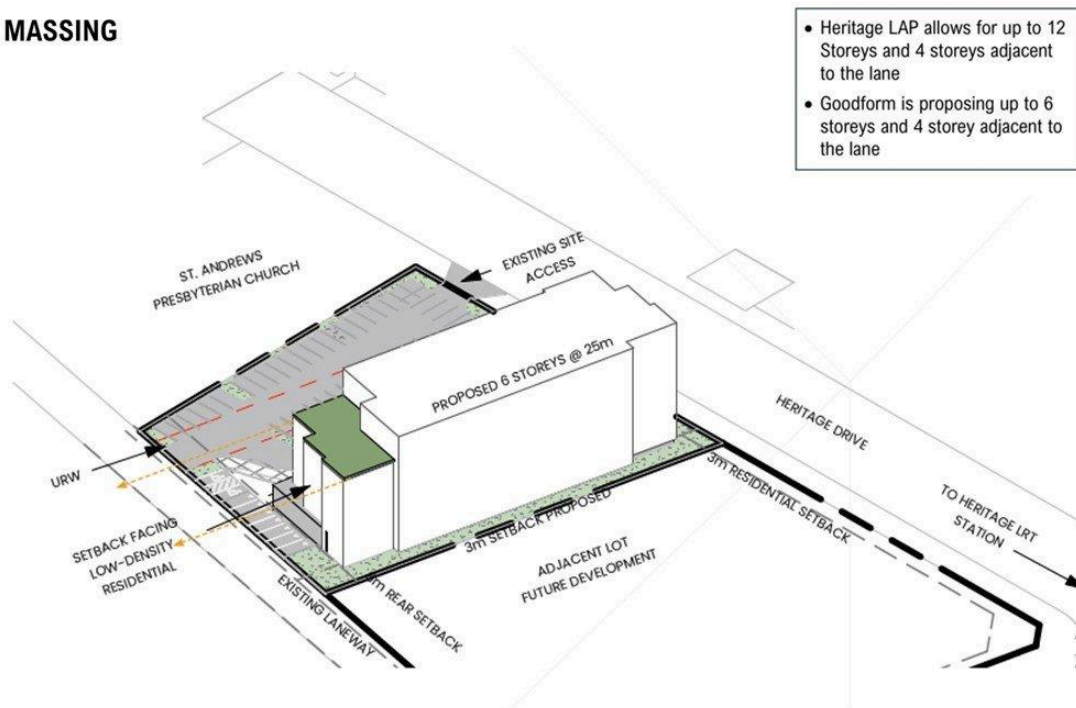 MASSING
• Heritage LAP allows for up to 12
Storeys and 4 storeys adjacent
to the lane
• Goodform is proposing up to 6
storeys and 4 storey adjacent to
the lane
ST. ANDREWS
PRESBYTERIAN CHURCH
EXISTING SITE
ACCESS
PROPOSED 6 STOREYS @ 25m
HERITAGE DRIVE
URW
3m RESIDENTIAL SETBACK
TO HERITAGE LRT
STATION
SETBACK FACING
LOW-DENSITY
RESIDENTIAL
3m SETBACK PROPOSED
ADJACENT LOT
FUTURE DEVELOPMENT
EXISTING LANEWAY
REAR SETBACK